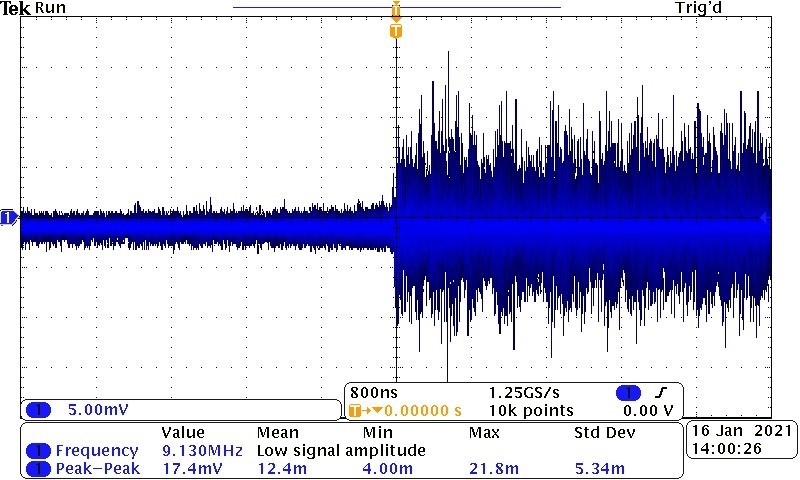 Tek Run Trig'd
T
T
1
800ns 1.25GS/s 1
T→▼0.00000 s 10k points 0.00 V
1 5.00mV
Value Mean Min Max Std Dev
1 Frequency 9.130MHz Low signal amplitude
1 Peak-Peak 17.4mV 12.4m 4.00m 21.8m 5.34m
16 Jan 2021
14:00:26